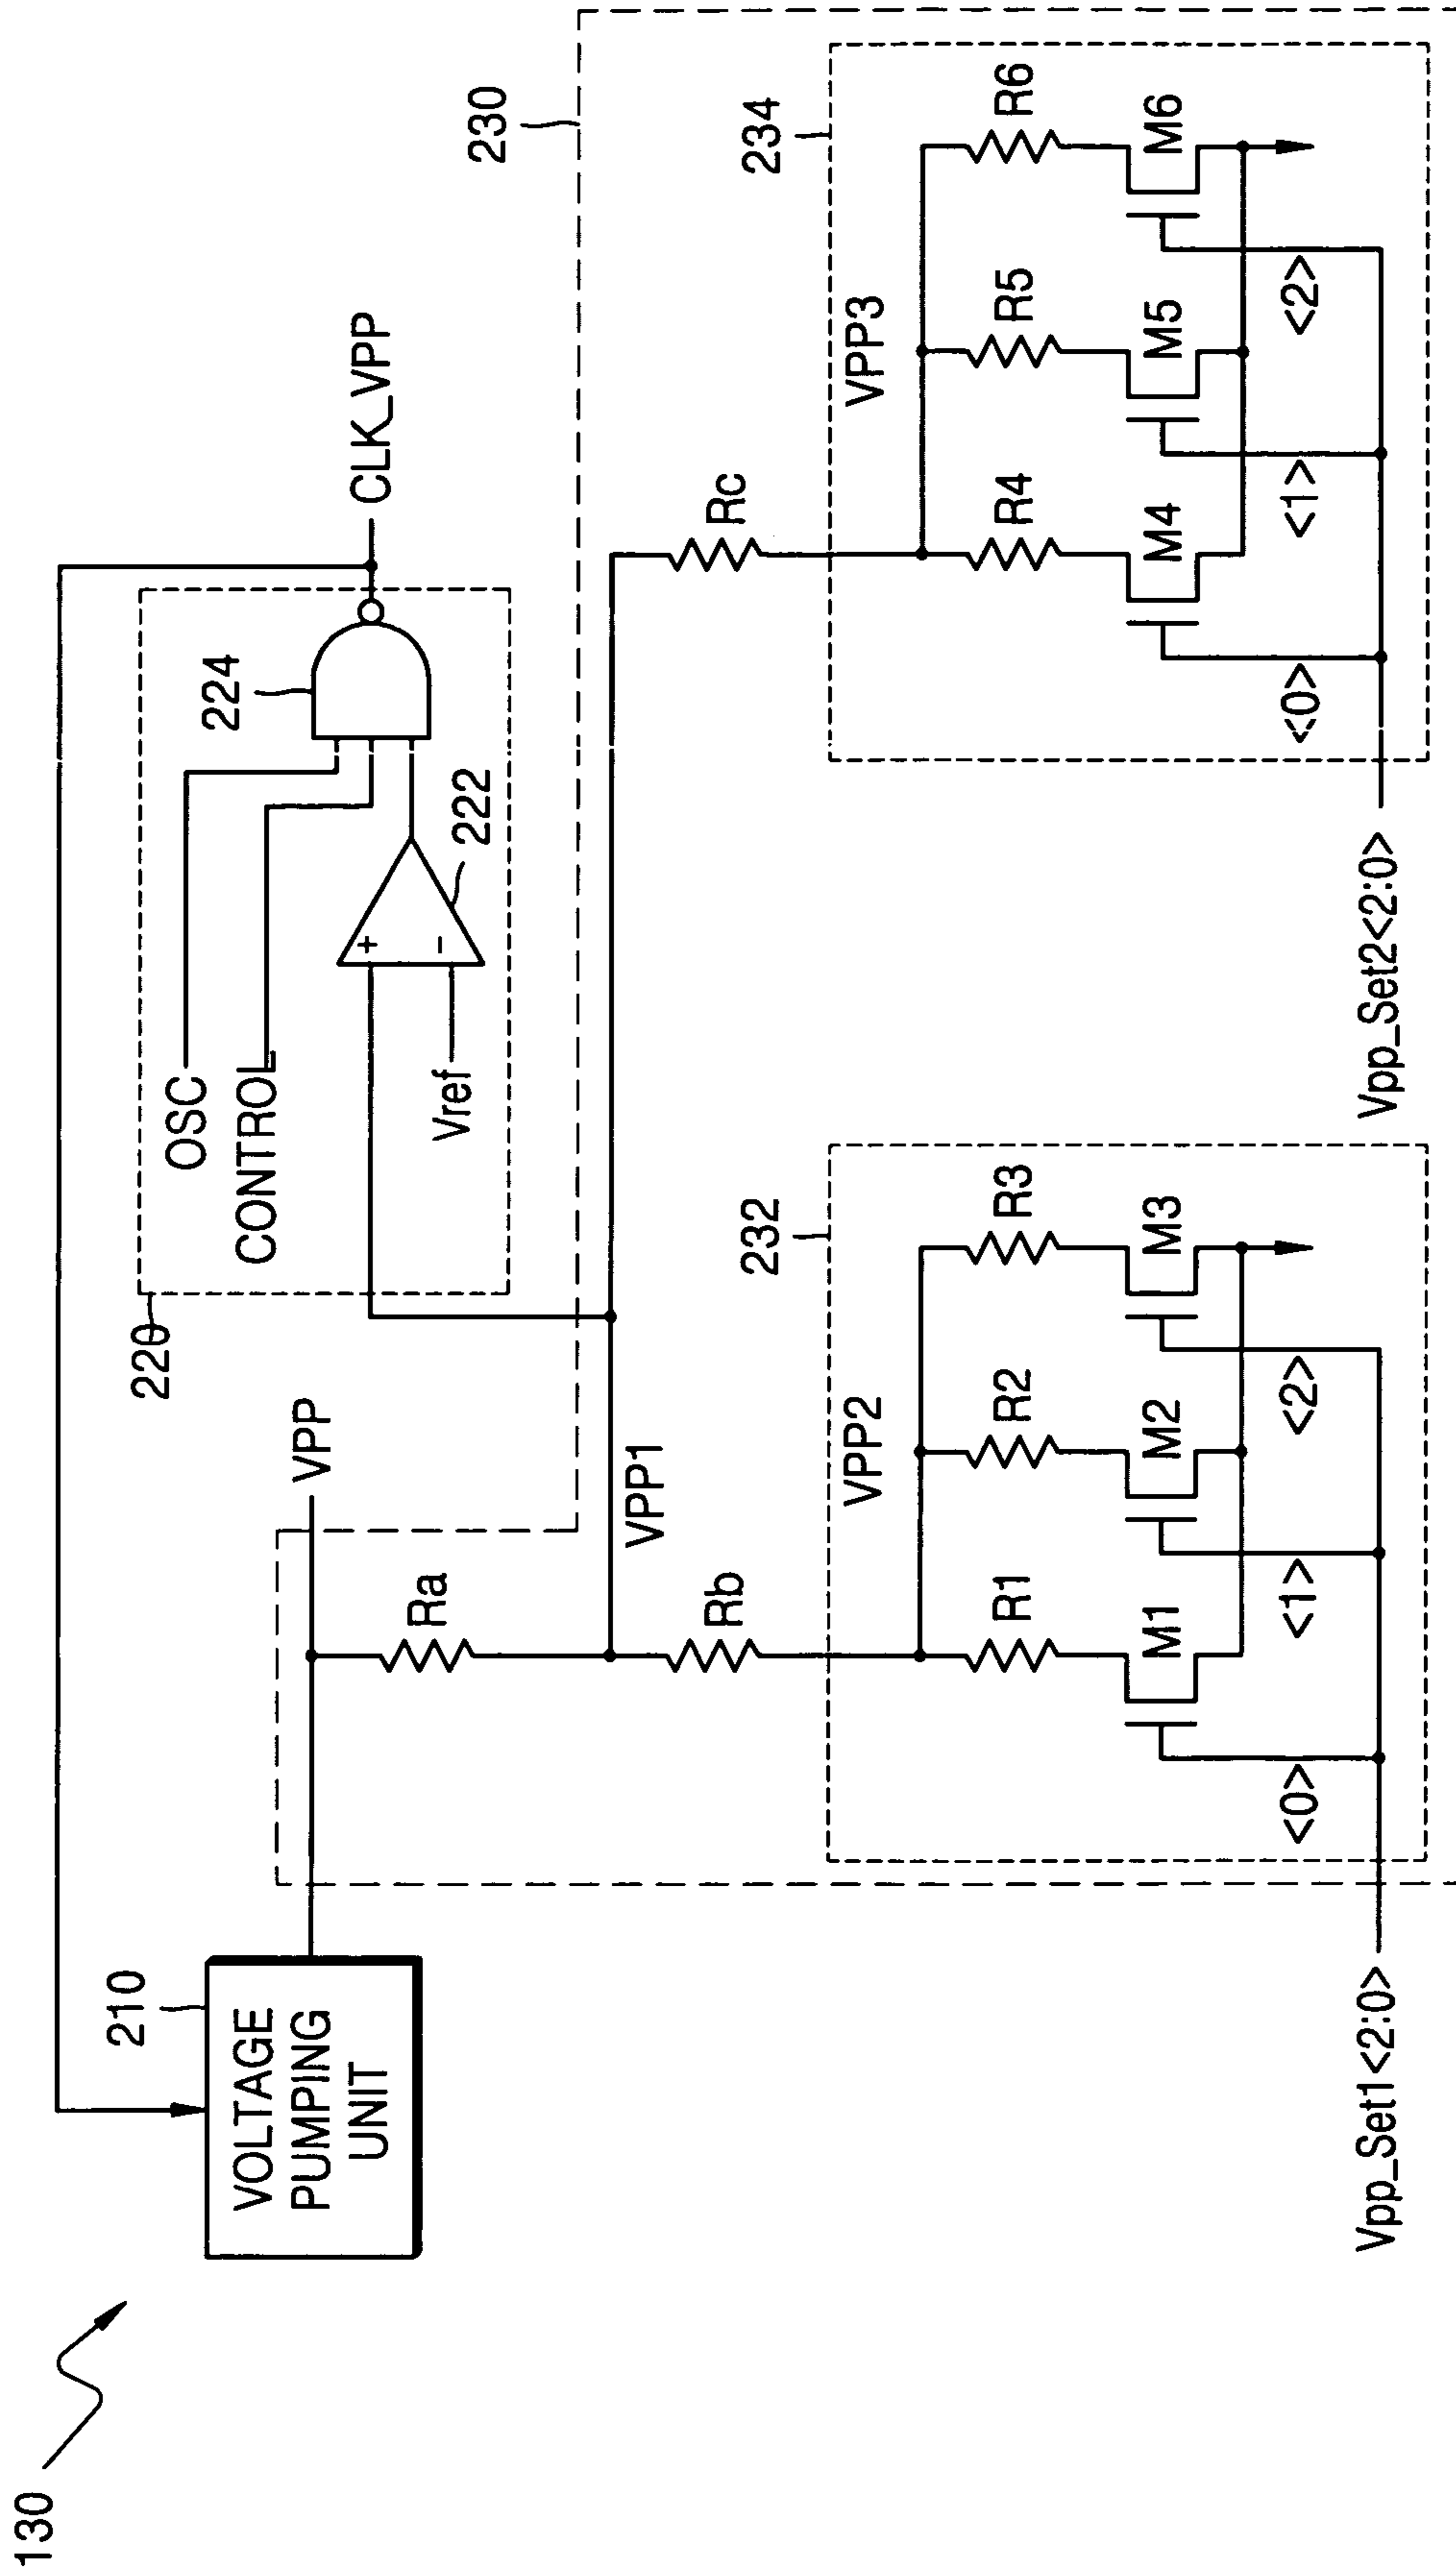 130
210
VOLTAGE
PUMPING
UNIT
220
OSC
CONTROL
Vref
+
-
222
224
CLK_VPP
230
VPP
Ra
VPP1
Rb
Rc
232
VPP2
R1
R2
R3
M1
M2
M3
<0>
<1>
<2>
Vpp_Set1<2:0>
234
VPP3
R4
R5
R6
M4
M5
M6
<0>
<1>
<2>
Vpp_Set2<2:0>